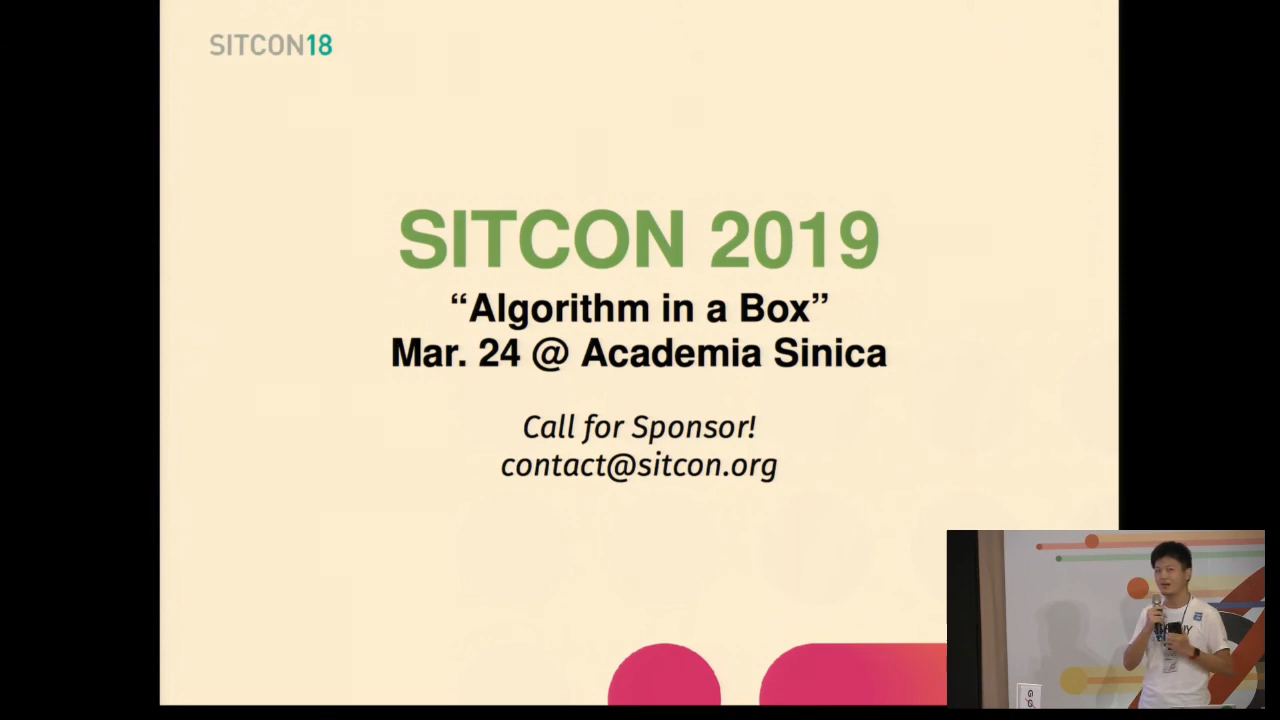 SITCON18
SITCON 2019
“Algorithm in a Box”
Mar. 24 @ Academia Sinica
Call for Sponsor!
contact@sitcon.org